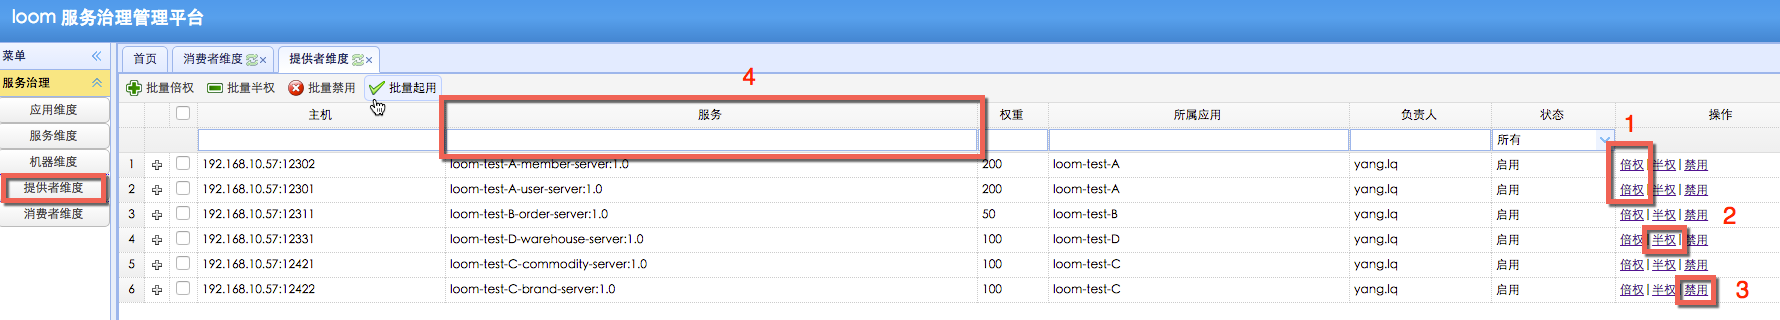 loom 服务治理管理平台
菜单
服务治理
应用维度
服务维度
机器维度
提供者维度
消费者维度
首页 消费者维度 提供者维度
批量倍权 批量半权 批量禁用 批量起用
4
主机 服务 权重 所属应用 负责人 状态 操作
1
所有
1 192.168.10.57:12302 loom-test-A-member-server:1.0 200 loom-test-A yang.lq 启用 倍权 | 半权 | 禁用
2 192.168.10.57:12301 loom-test-A-user-server:1.0 200 loom-test-A yang.lq 启用 倍权 | 半权 | 禁用
3 192.168.10.57:12311 loom-test-B-order-server:1.0 50 loom-test-B yang.lq 启用 倍权 | 半权 | 禁用 2
4 192.168.10.57:12331 loom-test-D-warehouse-server:1.0 100 loom-test-D yang.lq 启用 倍权 | 半权 | 禁用
5 192.168.10.57:12421 loom-test-C-commodity-server:1.0 100 loom-test-C yang.lq 启用 倍权 | 半权 | 禁用
6 192.168.10.57:12422 loom-test-C-brand-server:1.0 100 loom-test-C yang.lq 启用 倍权 | 半权 | 禁用 3